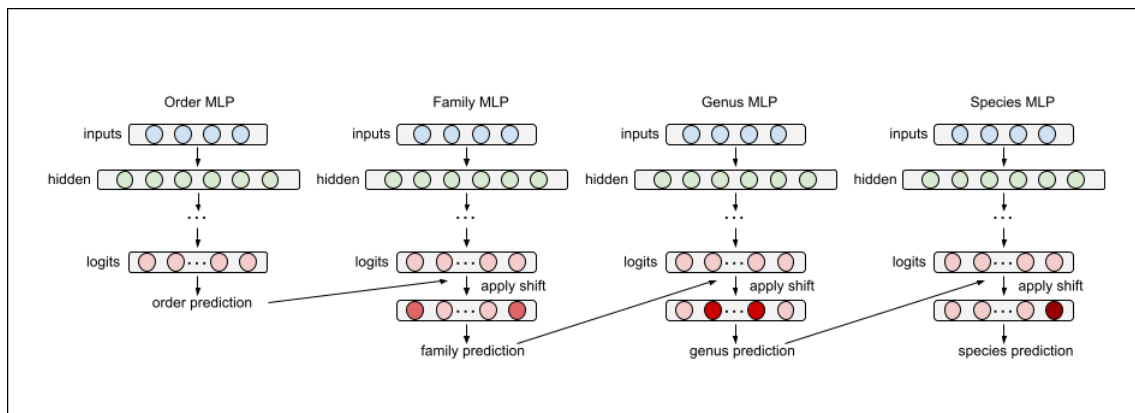 Order MLP Family MLP Genus MLP Species MLP
inputs inputs inputs inputs
hidden hidden hidden hidden
... ... ... ...
logits ... logits ... logits ... logits ...
order prediction apply shift apply shift apply shift
... ... ...
family prediction genus prediction species prediction